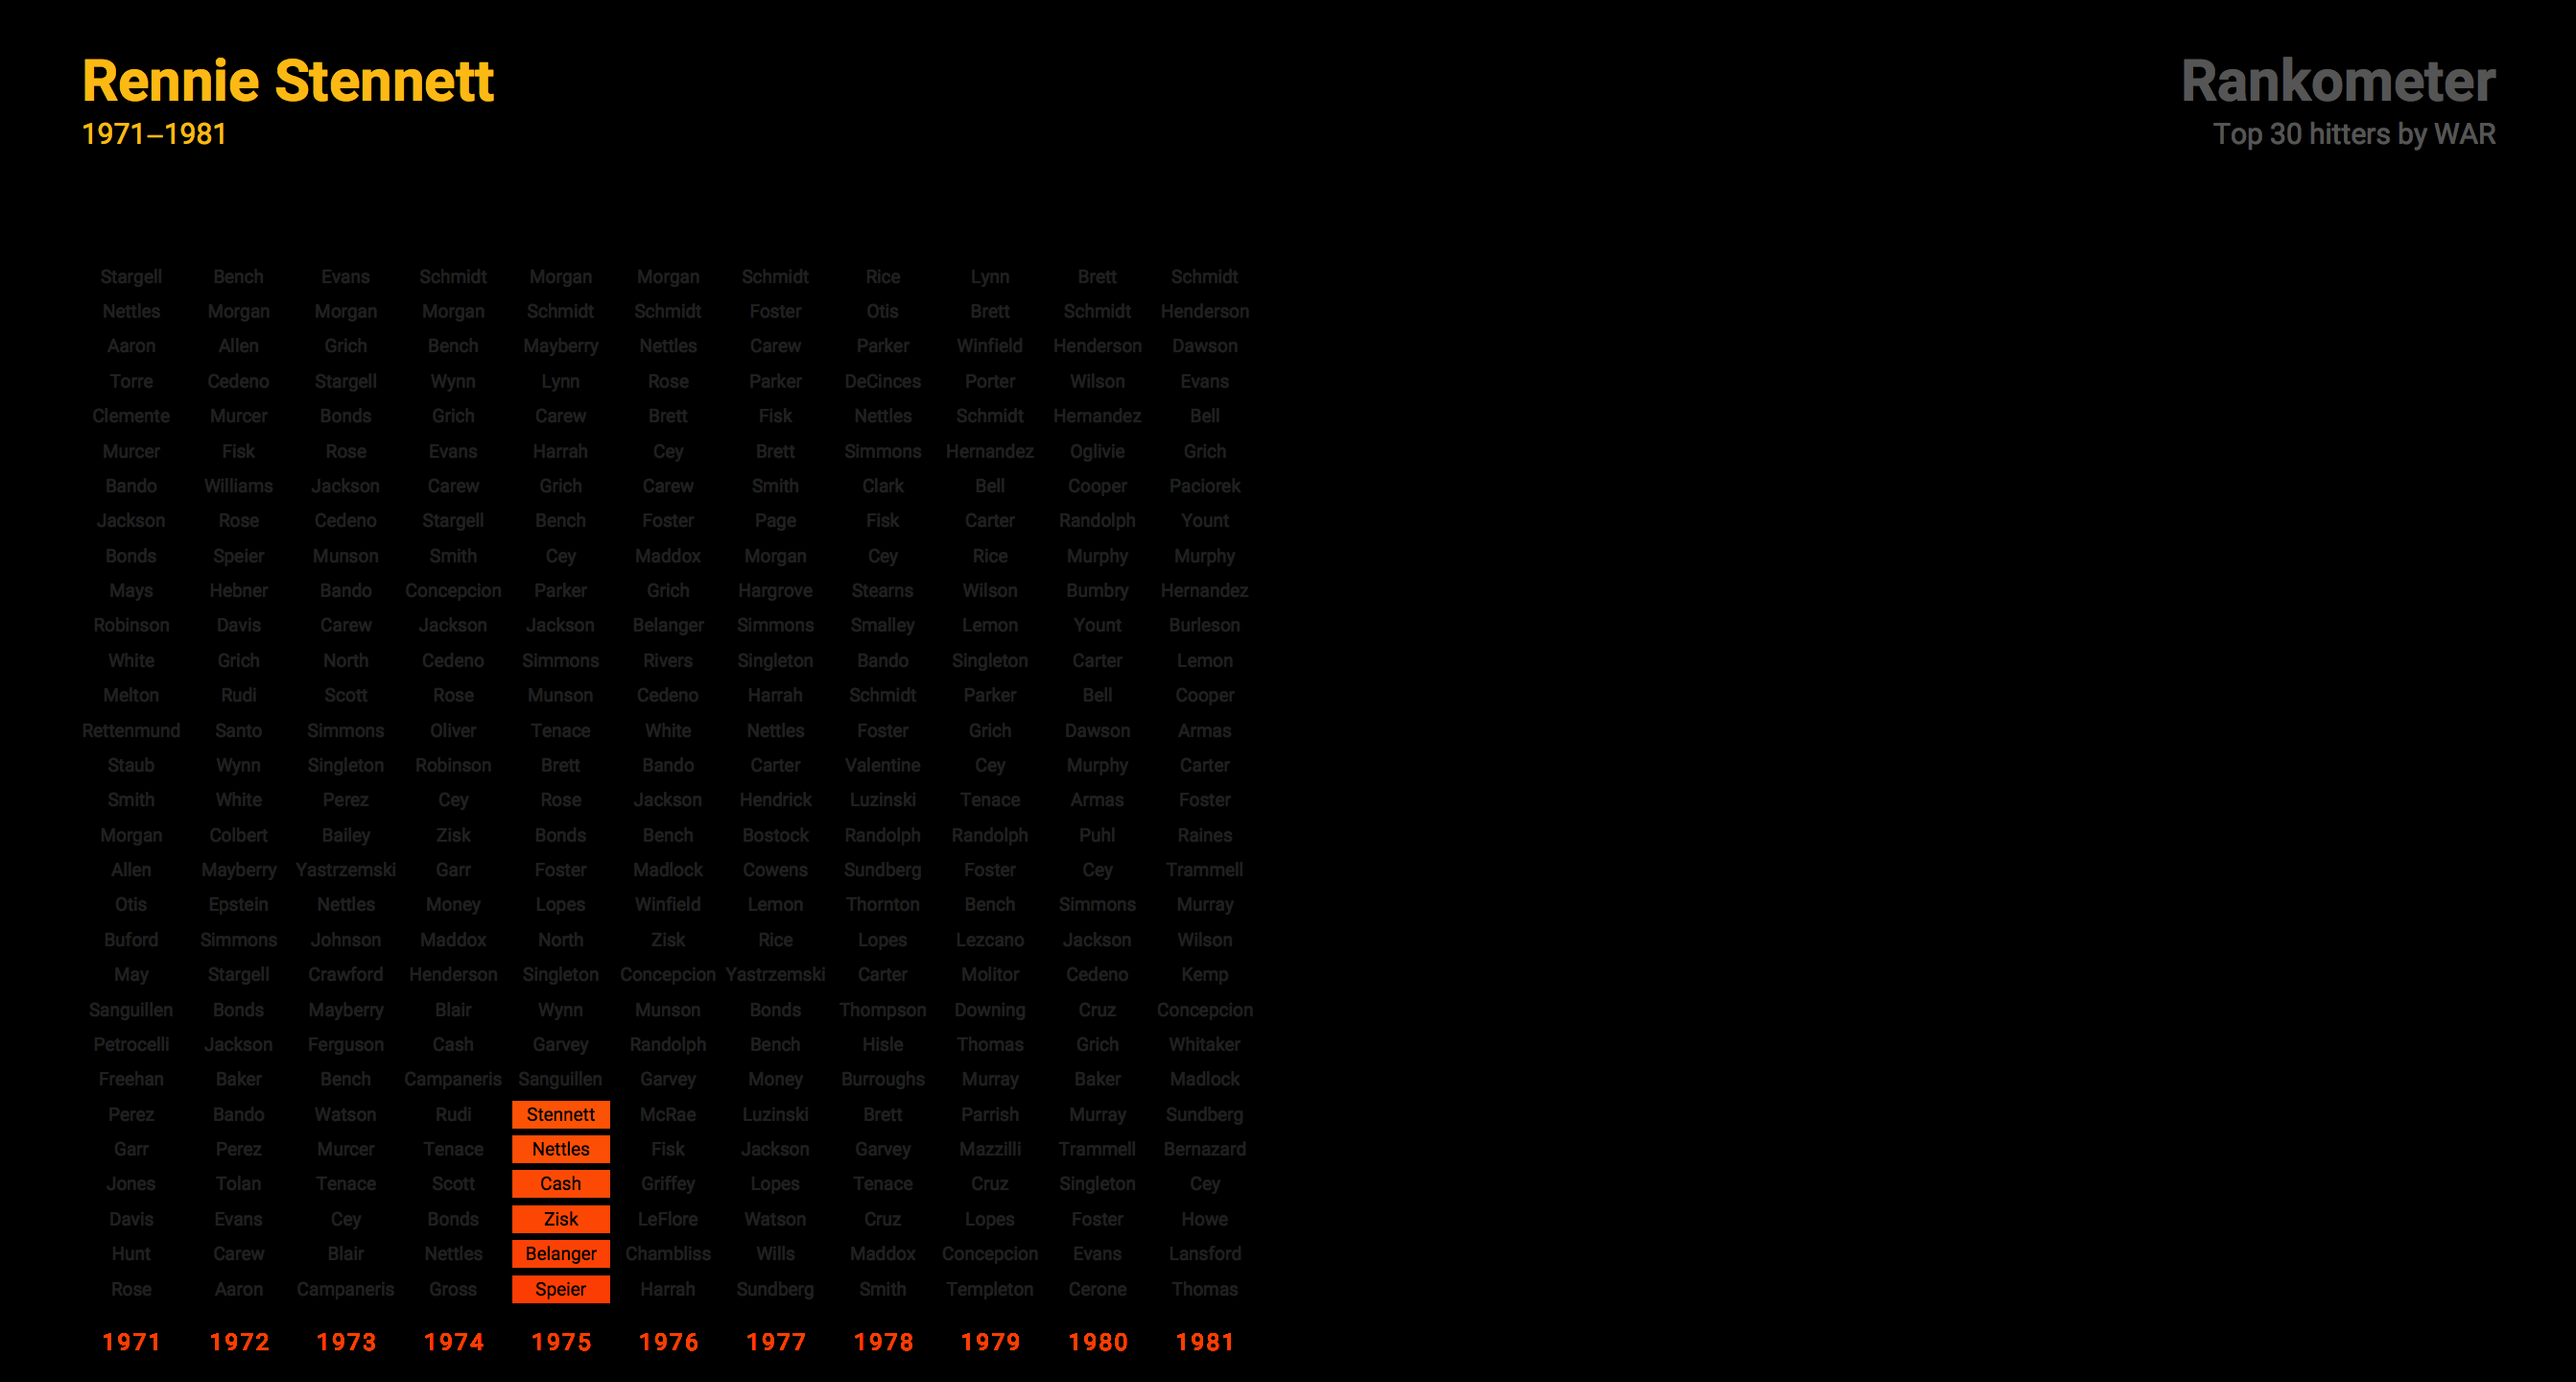 Rennie Stennett
1971–1981
Rankometer
Top 30 hitters by WAR
Stargell Bench Evans Schmidt Morgan Morgan Schmidt Rice Lynn Brett Schmidt
Nettles Morgan Morgan Morgan Schmidt Schmidt Foster Otis Brett Schmidt Henderson
Aaron Allen Grich Bench Mayberry Nettles Carew Parker Winfield Henderson Dawson
Torre Cedeno Stargell Wynn Lynn Rose Parker DeCinces Porter Wilson Evans
Clemente Murcer Bonds Grich Carew Brett Fisk Nettles Schmidt Hernandez Bell
Murcer Fisk Rose Evans Harrah Cey Brett Simmons Hernandez Oglivie Grich
Bando Williams Jackson Carew Grich Carew Smith Clark Bell Cooper Paciorek
Jackson Rose Cedeno Stargell Bench Foster Page Fisk Carter Randolph Yount
Bonds Speier Munson Smith Cey Maddox Morgan Cey Rice Murphy Murphy
Mays Hebner Bando Concepcion Parker Grich Hargrove Stearns Wilson Bumbry Hernandez
Robinson Davis Carew Jackson Jackson Belanger Simmons Smalley Lemon Yount Burleson
White Grich North Cedeno Simmons Rivers Singleton Bando Singleton Carter Lemon
Melton Rudi Scott Rose Munson Cedeno Harrah Schmidt Parker Bell Cooper
Rettenmund Santo Simmons Oliver Tenace White Nettles Foster Grich Dawson Armas
Staub Wynn Singleton Robinson Brett Bando Carter Valentine Cey Murphy Carter
Smith White Perez Cey Rose Jackson Hendrick Luzinski Tenace Armas Foster
Morgan Colbert Bailey Zisk Bonds Bench Bostock Randolph Randolph Puhl Raines
Allen Mayberry Yastrzemski Garr Foster Madlock Cowens Sundberg Foster Cey Trammell
Otis Epstein Nettles Money Lopes Winfield Lemon Thornton Bench Simmons Murray
Buford Simmons Johnson Maddox North Zisk Rice Lopes Lezcano Jackson Wilson
May Stargell Crawford Henderson Singleton Concepcion Yastrzemski Carter Molitor Cedeno Kemp
Sanguillen Bonds Mayberry Blair Wynn Munson Bonds Thompson Downing Cruz Concepcion
Petrocelli Jackson Ferguson Cash Garvey Randolph Bench Hisle Thomas Grich Whitaker
Freehan Baker Bench Campaneris Sanguillen Garvey Money Burroughs Murray Baker Madlock
Perez Bando Watson Rudi Stennett McRae Luzinski Brett Parrish Murray Sundberg
Garr Perez Murcer Tenace Nettles Fisk Jackson Garvey Mazzilli Trammell Bernazard
Jones Tolan Tenace Scott Cash Griffey Lopes Tenace Cruz Singleton Cey
Davis Evans Cey Bonds Zisk LeFlore Watson Cruz Lopes Foster Howe
Hunt Carew Blair Nettles Belanger Chambliss Wills Maddox Concepcion Evans Lansford
Rose Aaron Campaneris Gross Speier Harrah Sundberg Smith Templeton Cerone Thomas
1971 1972 1973 1974 1975 1976 1977 1978 1979 1980 1981